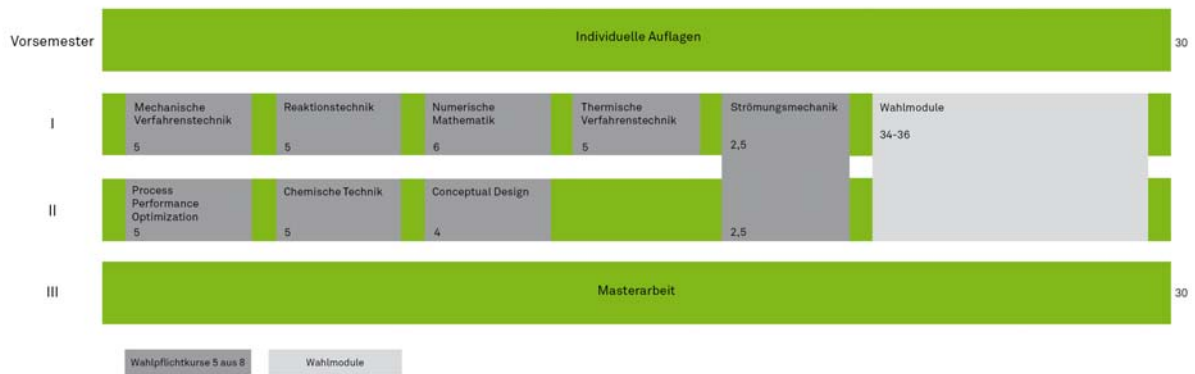 Vorsemester
Individuelle Auflagen
30
I
Mechanische
Verfahrenstechnik
5
Reaktionstechnik
5
Numerische
Mathematik
6
Thermische
Verfahrenstechnik
5
Strömungsmechanik
2,5
Wahlmodule
34-36
II
Process
Performance
Optimization
5
Chemische Technik
5
Conceptual Design
4
2,5
III
Masterarbeit
30
Wahlpflichtkurse 5 aus 8
Wahlmodule